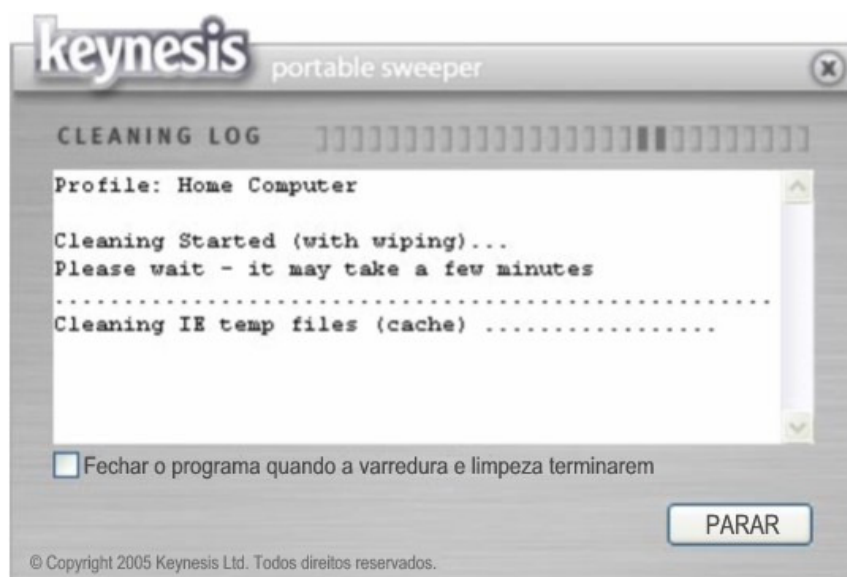 keynesis portable sweeper
CLEANING LOG
Profile: Home Computer
Cleaning Started (with wiping)...
Please wait - it may take a few minutes
.......................................................
Cleaning IE temp files (cache) ..................
Fechar o programa quando a varredura e limpeza terminarem
PARAR
© Copyright 2005 Keynesis Ltd. Todos direitos reservados.